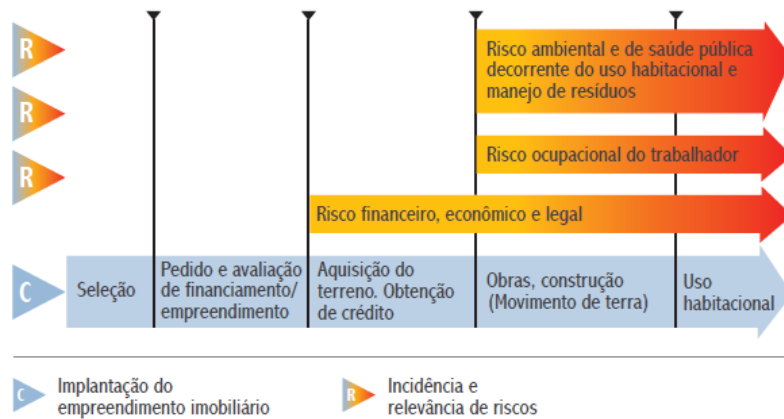 R
Risco ambiental e de saúde pública
decorrente do uso habitacional e
manejo de resíduos
R
Risco ocupacional do trabalhador
R
Risco financeiro, econômico e legal
C
Seleção
Pedido e avaliação
de financiamento/
empreendimento
Aquisição do
terreno. Obtenção
de crédito
Obras, construção
(Movimento de terra)
Uso
habitacional
C
Implantação do
empreendimento imobiliário
R
Incidência e
relevância de riscos